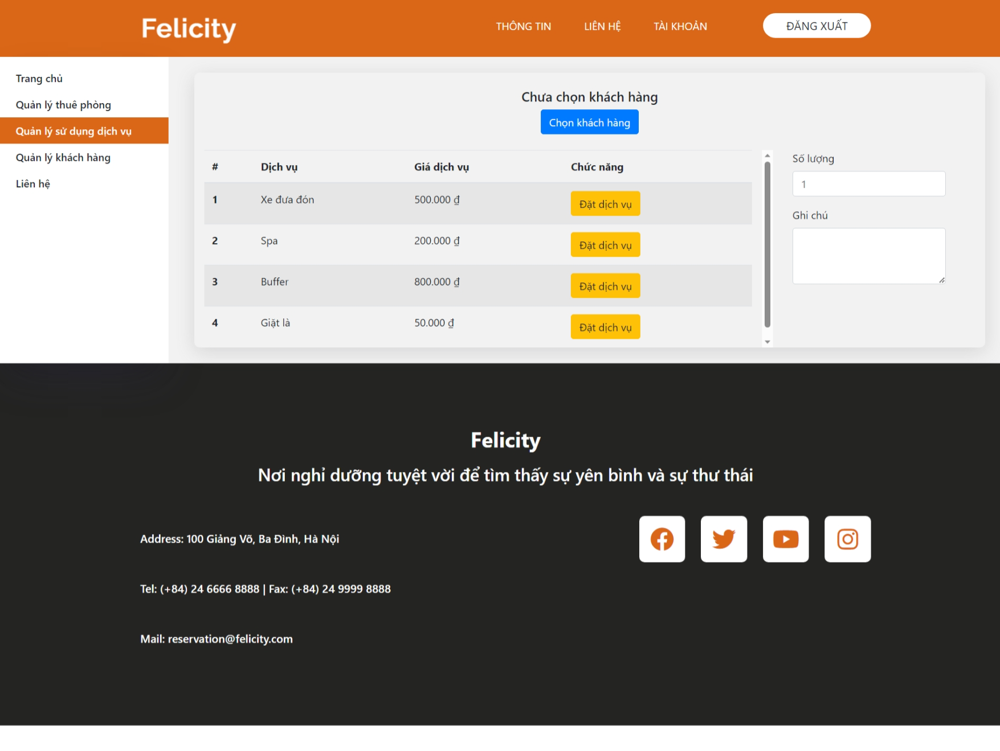 Felicity
THÔNG TIN
LIÊN HỆ
TÀI KHOẢN
ĐĂNG XUẤT
Trang chủ
Quản lý thuê phòng
Quản lý sử dụng dịch vụ
Quản lý khách hàng
Liên hệ
Chưa chọn khách hàng
Chọn khách hàng
# Dịch vụ Giá dịch vụ Chức năng
1 Xe đưa đón 500.000 ₫ Đặt dịch vụ
2 Spa 200.000 ₫ Đặt dịch vụ
3 Buffer 800.000 ₫ Đặt dịch vụ
4 Giặt là 50.000 ₫ Đặt dịch vụ
Số lượng
1
Ghi chú
Felicity
Nơi nghỉ dưỡng tuyệt vời để tìm thấy sự yên bình và sự thư thái
Address: 100 Giảng Võ, Ba Đình, Hà Nội
Tel: (+84) 24 6666 8888 | Fax: (+84) 24 9999 8888
Mail: reservation@felicity.com